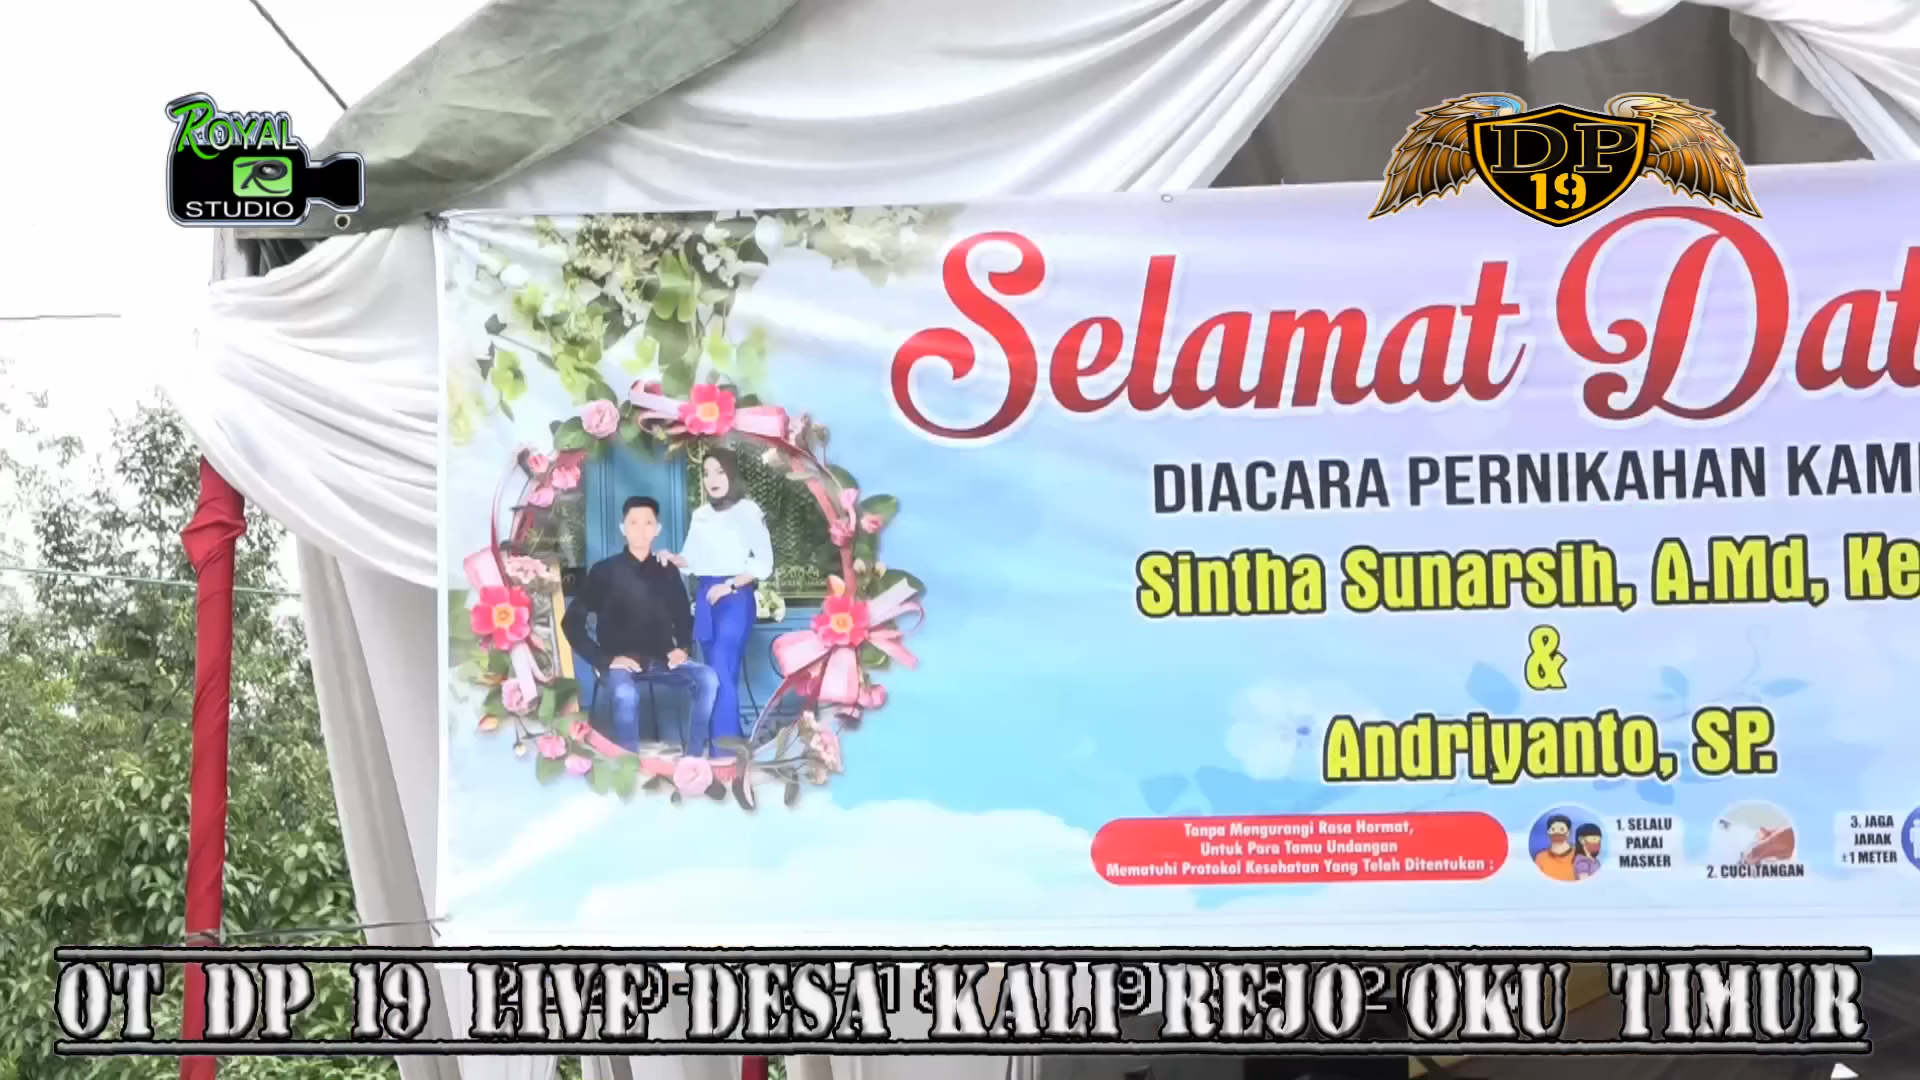 ROYAL
R
STUDIO
DP
19
Selamat Dat
DIACARA PERNIKAHAN KAMI
Sintha Sunarsih, A.Md, Ke
&
Andriyanto, SP.
Tanpa Mengurangi Rasa Hormat,
Untuk Para Tamu Undangan
Mematuhi Protokol Kesehatan Yang Telah Ditentukan :
1. SELALU
PAKAI
MASKER
2. CUCI TANGAN
3. JAGA
JARAK
±1 METER
OT DP 19 LIVE DESA KALI REJO OKU TIMUR